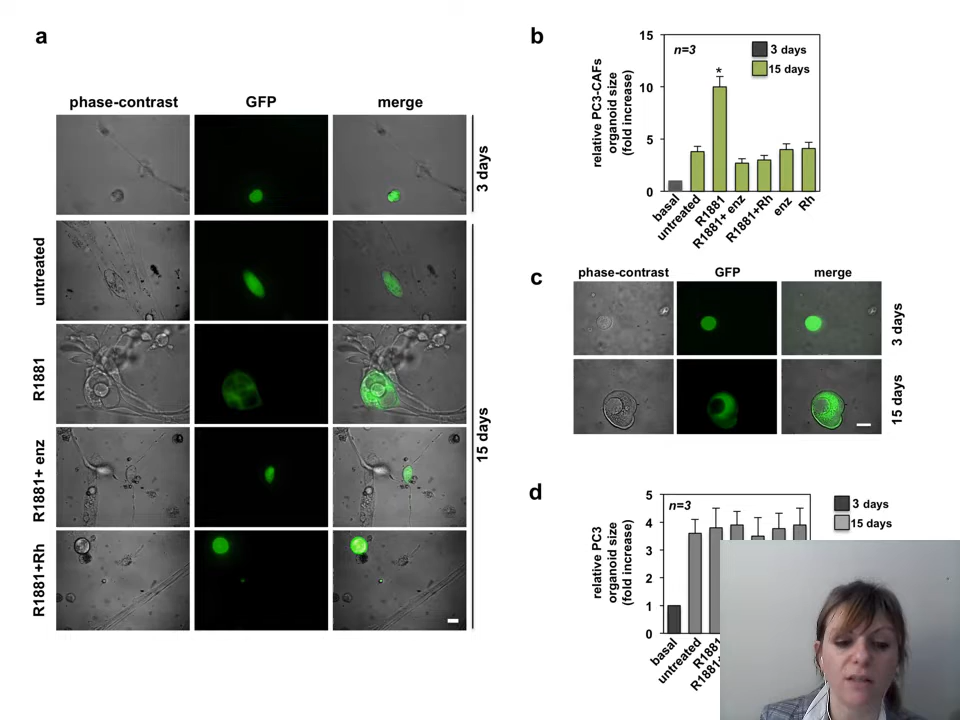 a
phase-contrast GFP merge
3 days
untreated
R1881
R1881+ enz
R1881+Rh
15 days
b
relative PC3-CAFs
organoid size
(fold increase)
15
10
5
0
n=3
*
3 days
15 days
basal
untreated
R1881
R1881+ enz
R1881+Rh
enz
Rh
c
phase-contrast GFP merge
3 days
15 days
d
relative PC3
organoid size
(fold increase)
5
4
3
2
1
0
n=3
3 days
15 days
basal
untreated
R1881